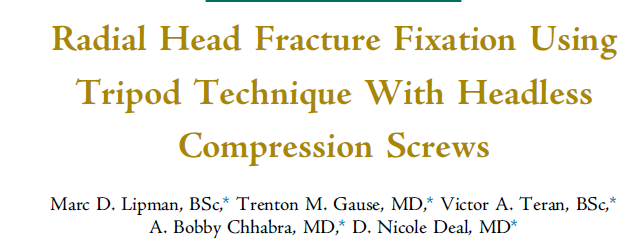 Radial Head Fracture Fixation Using
Tripod Technique With Headless
Compression Screws
Marc D. Lipman, BSc,* Trenton M. Gause, MD,* Victor A. Teran, BSc,*
A. Bobby Chhabra, MD,* D. Nicole Deal, MD*